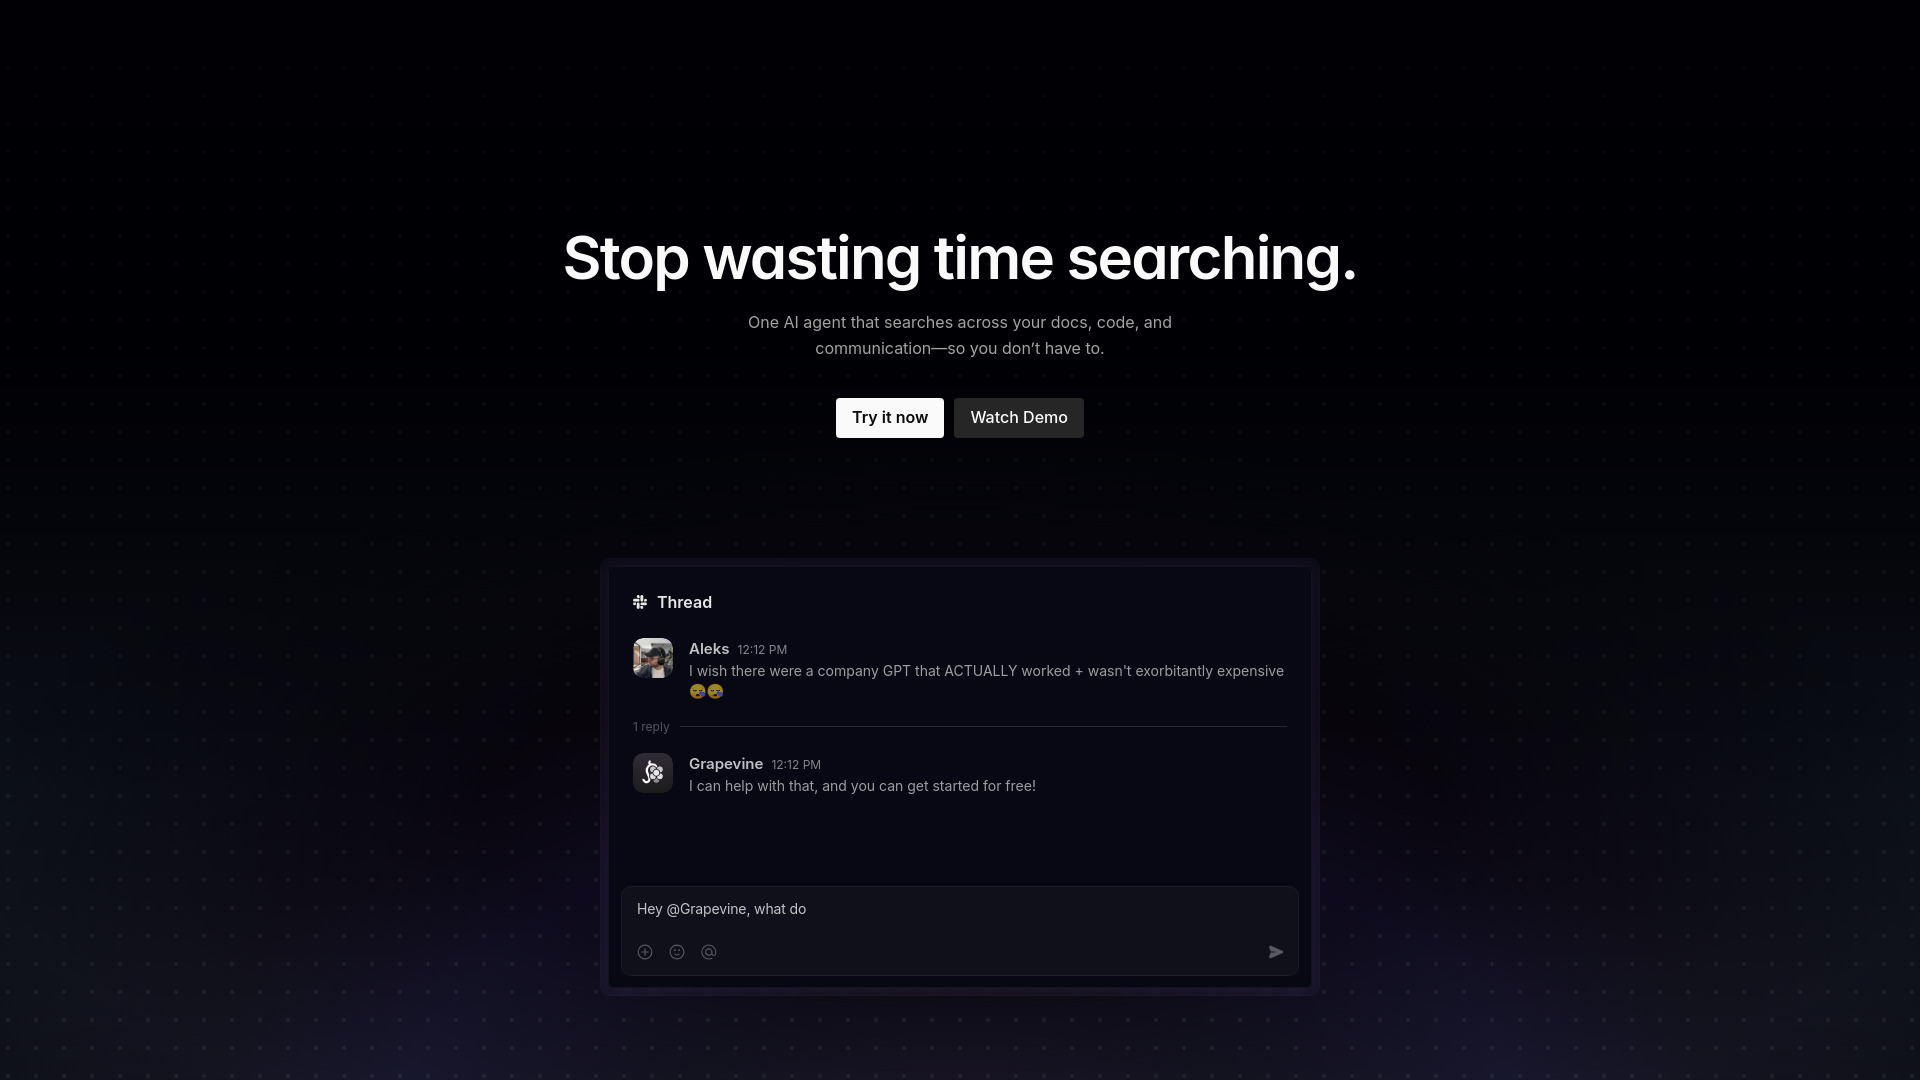 Stop wasting time searching.
One AI agent that searches across your docs, code, and
communication—so you don’t have to.
Try it now
Watch Demo
Thread
Aleks 12:12 PM
I wish there were a company GPT that ACTUALLY worked + wasn't exorbitantly expensive
😪😪
1 reply
Grapevine 12:12 PM
I can help with that, and you can get started for free!
Hey @Grapevine, what do